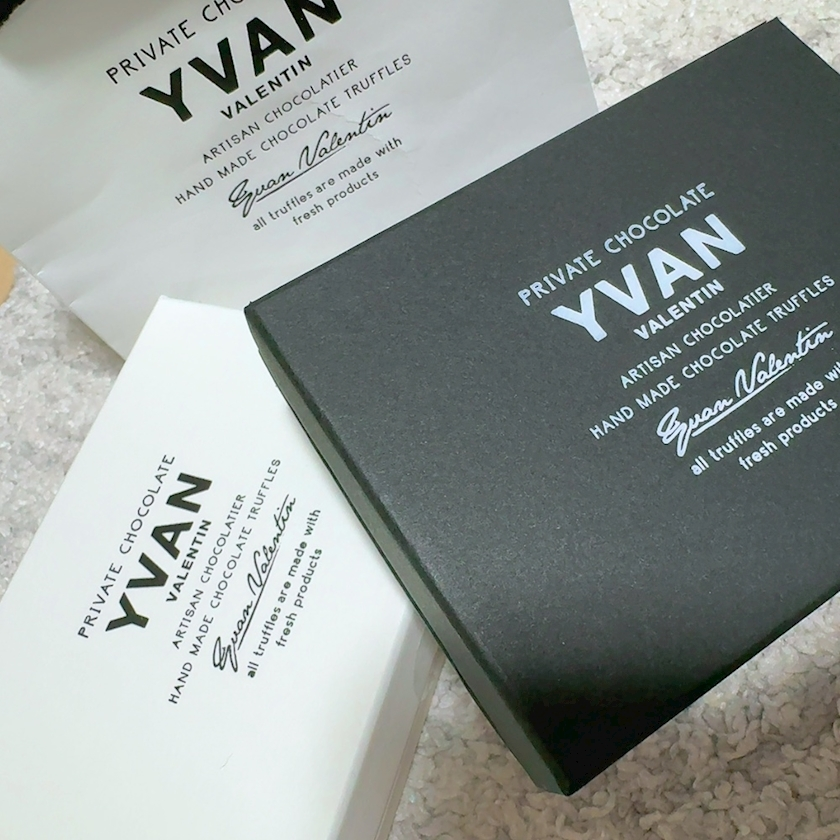 PRIVATE CHO
YVAN
VALENTIN
ARTISAN CHOCOLATIER
HAND MADE CHOCOLATE TRUFFLES
Yvan Valentin
all truffles are made with
fresh products
PRIVATE CHOCOLATE
YVAN
VALENTIN
ARTISAN CHOCOLATIER
HAND MADE CHOCOLATE TRUFFLES
Yvan Valentin
all truffles are made wi
fresh products
PRIVATE CHOCOLATE
YVAN
VALENTIN
ARTISAN CHOCOLATIER
HAND MADE CHOCOLATE TRUFFLES
Yvan Valentin
all truffles are made with
fresh products